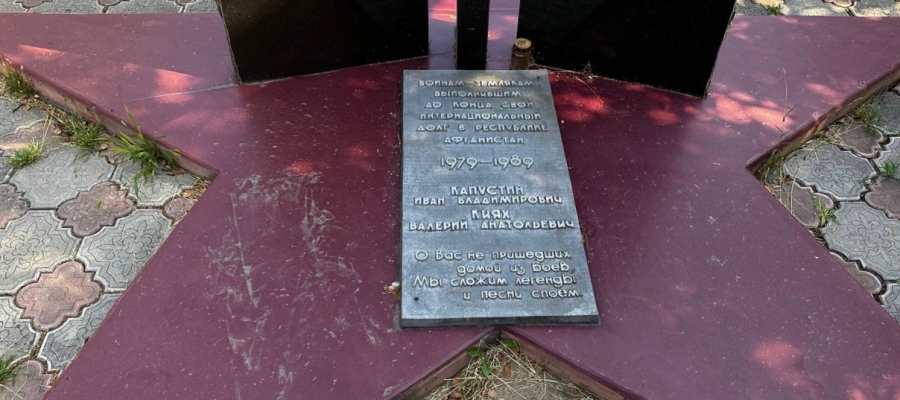 ВОИНАМ-ЗЕМЛЯКАМ
ВЫПОЛНИВШИМ
ДО КОНЦА СВОЙ
ИНТЕРНАЦИОНАЛЬНЫЙ
ДОЛГ В РЕСПУБЛИКЕ
АФГАНИСТАН
1979-1989
КАПУСТИН
ИВАН ВЛАДИМИРОВИЧ
КИЯХ
ВАЛЕРИЙ АНАТОЛЬЕВИЧ
О Вас не пришедших
домой из боев
Мы сложим легенды
и песни споем